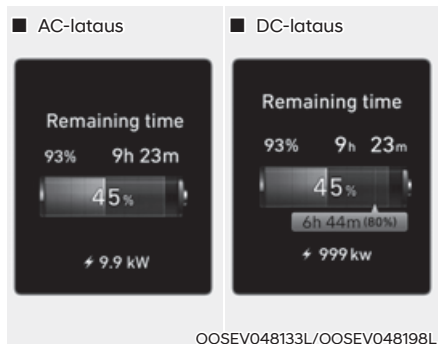 ■ AC-lataus
Remaining time
93% 9h 23m
45%
9.9 kW
■ DC-lataus
Remaining time
93% 9h 23m
45%
6h 44m (80%)
999 kw
OOSEV048133L/OOSEV048198L